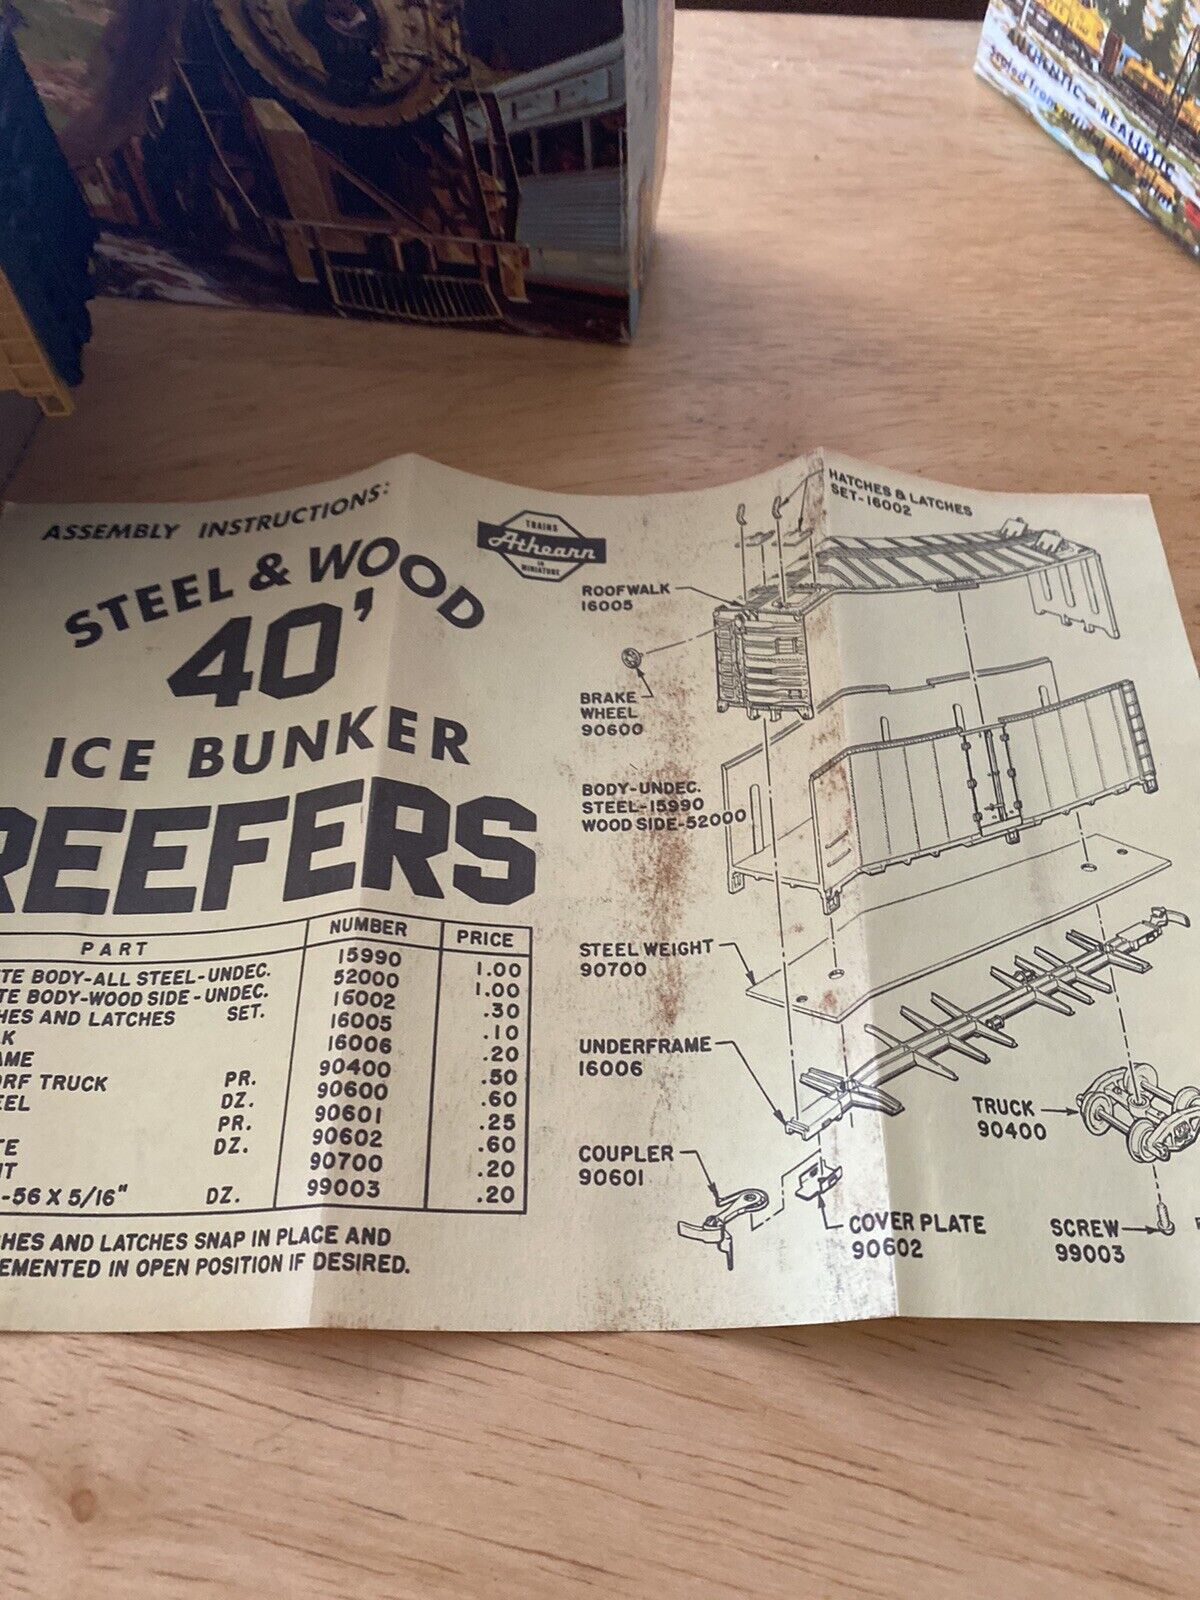 AUTHENTIC - REALISTIC
ASSEMBLY INSTRUCTIONS:
STEEL & WOOD
40'
ICE BUNKER
REEFERS
TRAINS
Athearn
IN
MINIATURE
PART NUMBER PRICE
TE BODY-ALL STEEL-UNDEC. 15990 1.00
TE BODY-WOOD SIDE-UNDEC. 52000 1.00
HES AND LATCHES SET. 16002 .30
K 16005 .10
AME 16006 .20
ORF TRUCK PR. 90400 .50
EEL DZ. 90600 .60
PR. 90601 .25
TE DZ. 90602 .60
HT 90700 .20
-56 X 5/16" DZ. 99003 .20
CHES AND LATCHES SNAP IN PLACE AND
CEMENTED IN OPEN POSITION IF DESIRED.
HATCHES & LATCHES
SET-16002
ROOFWALK
16005
BRAKE
WHEEL
90600
BODY-UNDEC.
STEEL-15990
WOOD SIDE-52000
STEEL WEIGHT
90700
UNDERFRAME
16006
TRUCK
90400
COUPLER
90601
COVER PLATE
90602
SCREW
99003